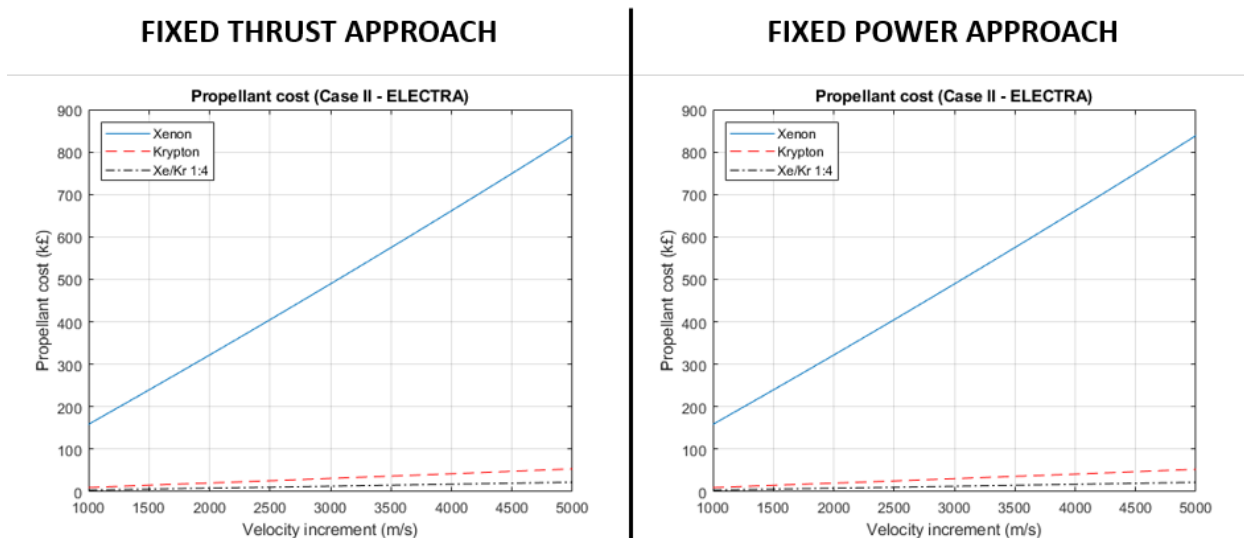 FIXED THRUST APPROACH
Propellant cost (Case II - ELECTRA)
900
800
700
600
500
400
300
200
100
0
Propellant cost (k£)
Xenon
Krypton
Xe/Kr 1:4
1000 1500 2000 2500 3000 3500 4000 4500 5000
Velocity increment (m/s)
FIXED POWER APPROACH
Propellant cost (Case II - ELECTRA)
900
800
700
600
500
400
300
200
100
0
Propellant cost (k£)
Xenon
Krypton
Xe/Kr 1:4
1000 1500 2000 2500 3000 3500 4000 4500 5000
Velocity increment (m/s)